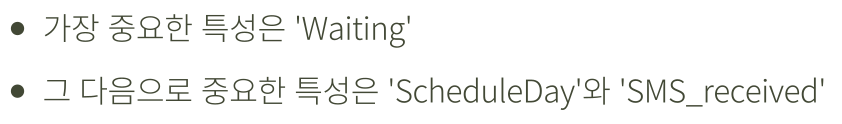 ● 가장 중요한 특성은 'Waiting'
● 그 다음으로 중요한 특성은 'ScheduleDay'와 'SMS_received'